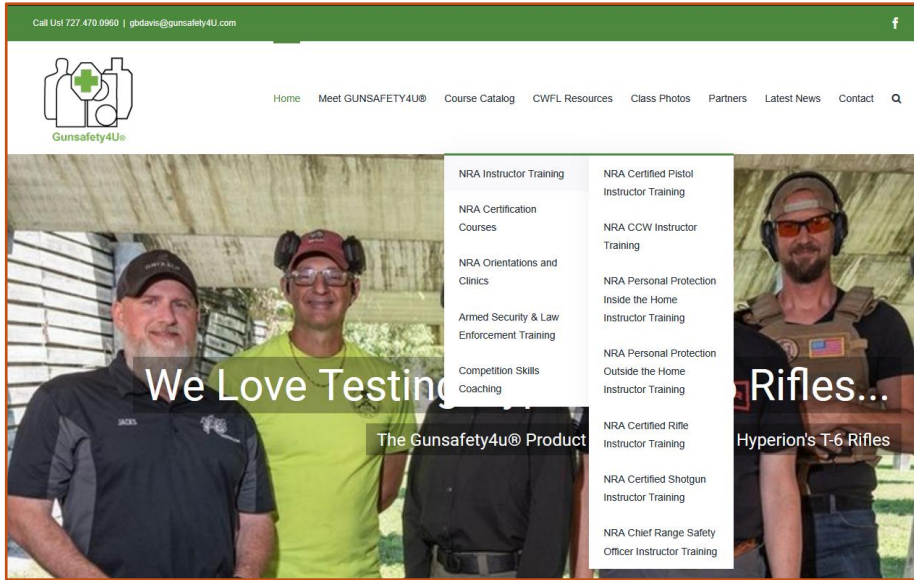 Call Us! 727.470.0960 | gbdavis@gunsafety4U.com
f
Gunsafety4U®
Home Meet GUNSAFETY4U® Course Catalog CWFL Resources Class Photos Partners Latest News Contact
NRA Instructor Training
NRA Certification
Courses
NRA Orientations and
Clinics
Armed Security & Law
Enforcement Training
Competition Skills
Coaching
NRA Certified Pistol
Instructor Training
NRA CCW Instructor
Training
NRA Personal Protection
Inside the Home
Instructor Training
NRA Personal Protection
Outside the Home
Instructor Training
NRA Certified Rifle
Instructor Training
NRA Certified Shotgun
Instructor Training
NRA Chief Range Safety
Officer Instructor Training
We Love Testing Rifles...
The Gunsafety4u® Product Hyperion's T-6 Rifles
JACKS